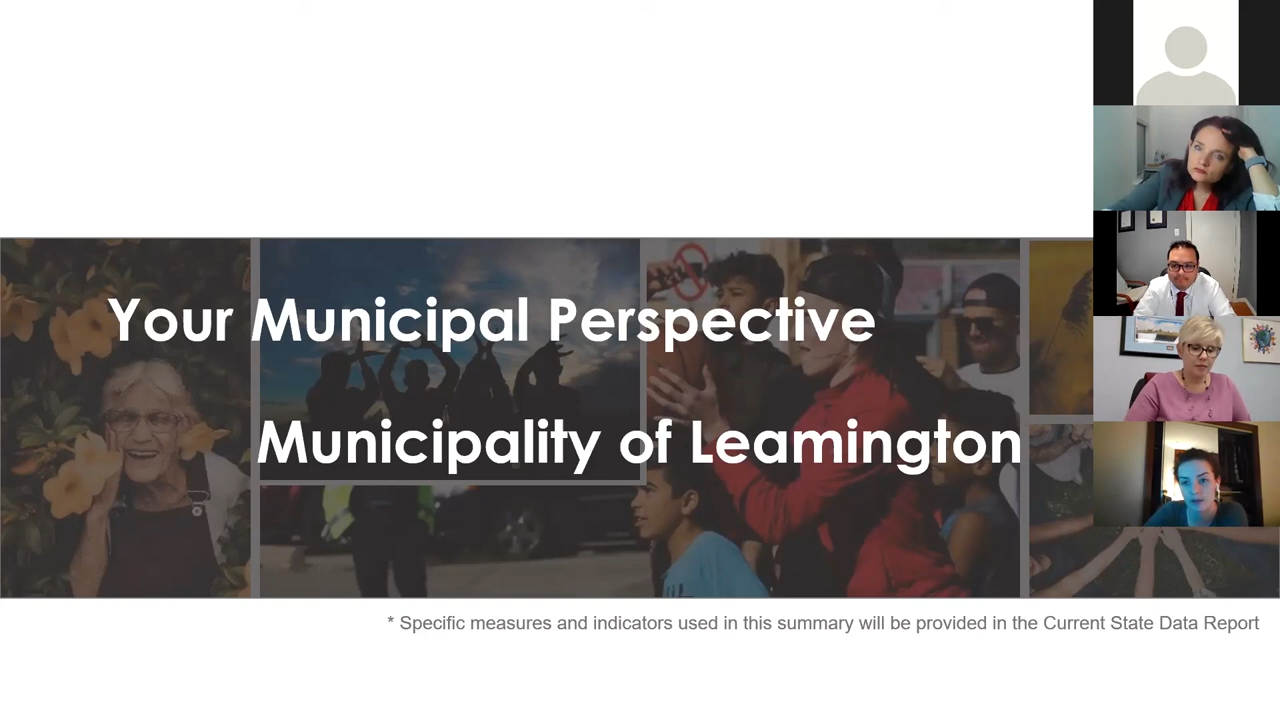 Your Municipal Perspective
Municipality of Leamington
* Specific measures and indicators used in this summary will be provided in the Current State Data Report